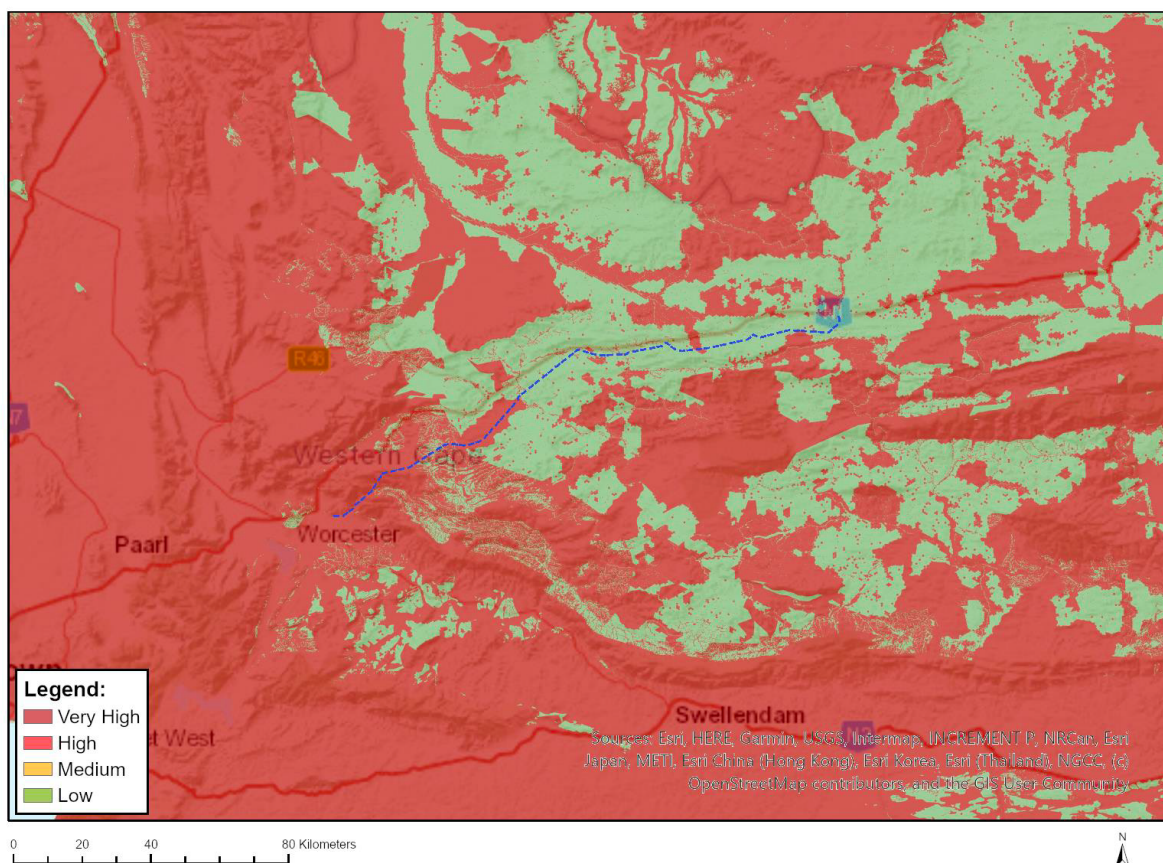 R46
Western Cape
Worcester
Paarl
Swellendam
Legend:
Very High
High
Medium
Low
et West
Sources: Esri, HERE, Garmin, USGS, Intermap, INCREMENT P, NRCan, Esri
Japan, METI, Esri China (Hong Kong), Esri Korea, Esri (Thailand), NGCC, (c)
OpenStreetMap contributors, and the GIS User Community
0 20 40 80 Kilometers
N